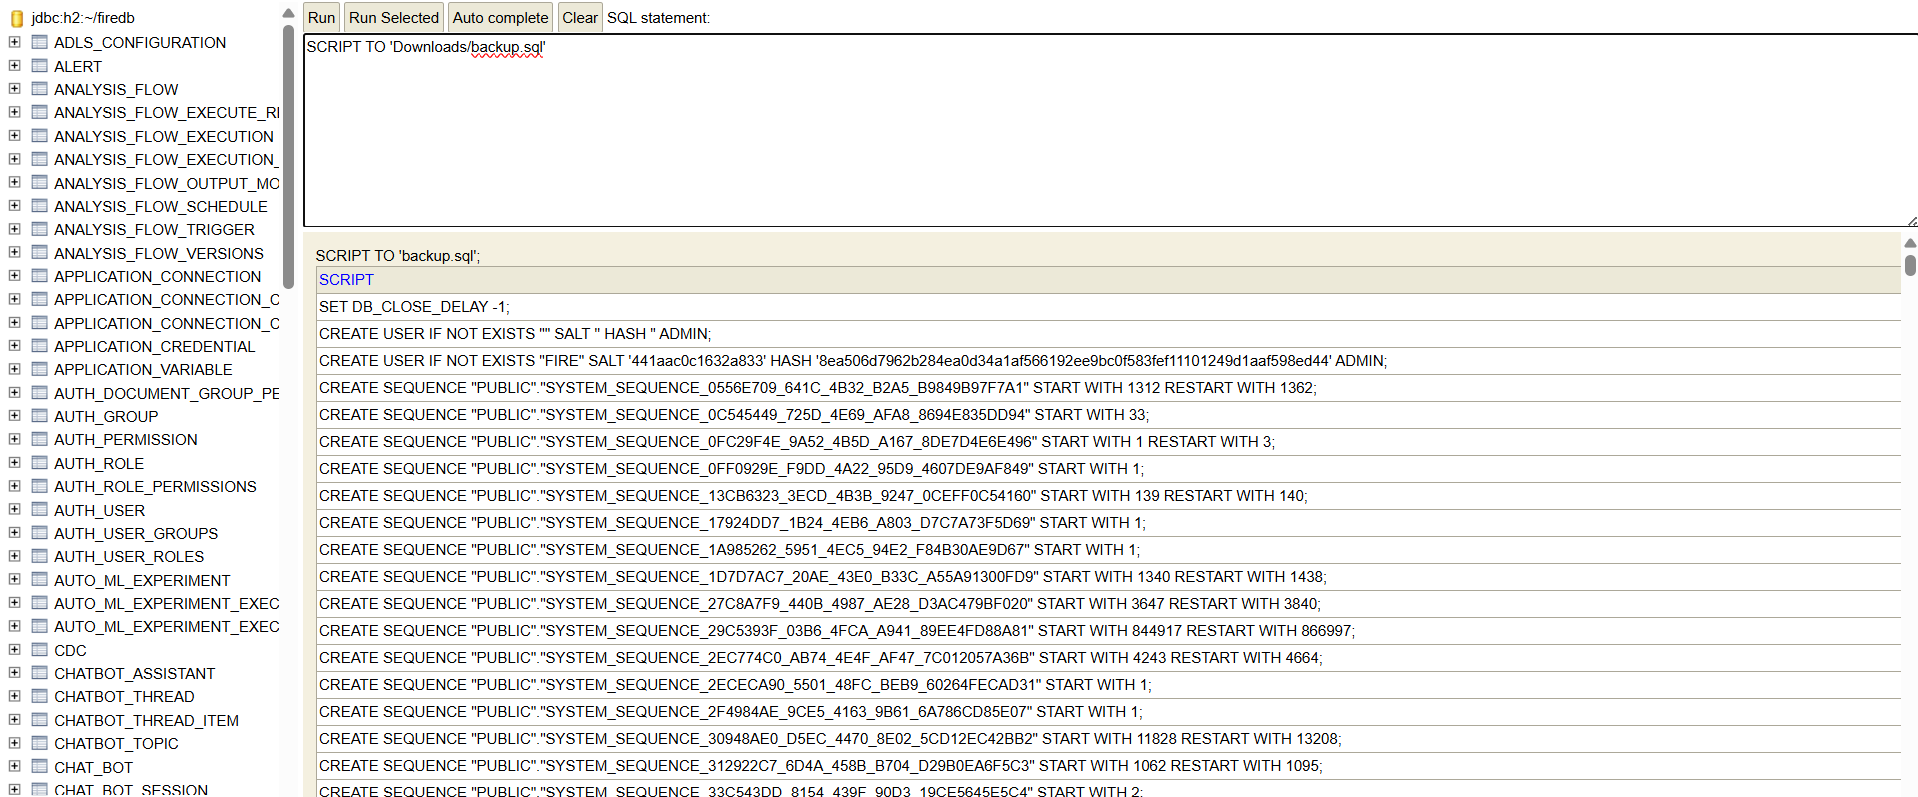 jdbc:h2:~/firedb
ADLS_CONFIGURATION
ALERT
ANALYSIS_FLOW
ANALYSIS_FLOW_EXECUTE_RE
ANALYSIS_FLOW_EXECUTION
ANALYSIS_FLOW_EXECUTION_
ANALYSIS_FLOW_OUTPUT_MO
ANALYSIS_FLOW_SCHEDULE
ANALYSIS_FLOW_TRIGGER
ANALYSIS_FLOW_VERSIONS
APPLICATION_CONNECTION
APPLICATION_CONNECTION_C
APPLICATION_CONNECTION_C
APPLICATION_CREDENTIAL
APPLICATION_VARIABLE
AUTH_DOCUMENT_GROUP_PE
AUTH_GROUP
AUTH_PERMISSION
AUTH_ROLE
AUTH_ROLE_PERMISSIONS
AUTH_USER
AUTH_USER_GROUPS
AUTH_USER_ROLES
AUTO_ML_EXPERIMENT
AUTO_ML_EXPERIMENT_EXEC
AUTO_ML_EXPERIMENT_EXEC
CDC
CHATBOT_ASSISTANT
CHATBOT_THREAD
CHATBOT_THREAD_ITEM
CHATBOT_TOPIC
CHAT_BOT
CHAT_BOT_SESSION
Run Run Selected Auto complete Clear SQL statement:
SCRIPT TO 'Downloads/backup.sql'
SCRIPT TO 'backup.sql';
SCRIPT
SET DB_CLOSE_DELAY -1;
CREATE USER IF NOT EXISTS "" SALT '' HASH '' ADMIN;
CREATE USER IF NOT EXISTS "FIRE" SALT '441aac0c1632a833' HASH '8ea506d7962b284ea0d34a1af566192ee9bc0f583fef11101249d1aaf598ed44' ADMIN;
CREATE SEQUENCE "PUBLIC"."SYSTEM_SEQUENCE_0556E709_641C_4B32_B2A5_B9849B97F7A1" START WITH 1312 RESTART WITH 1362;
CREATE SEQUENCE "PUBLIC"."SYSTEM_SEQUENCE_0C545449_725D_4E69_AFA8_8694E835DD94" START WITH 33;
CREATE SEQUENCE "PUBLIC"."SYSTEM_SEQUENCE_0FC29F4E_9A52_4B5D_A167_8DE7D4E6E496" START WITH 1 RESTART WITH 3;
CREATE SEQUENCE "PUBLIC"."SYSTEM_SEQUENCE_0FF0929E_F9DD_4A22_95D9_4607DE9AF849" START WITH 1;
CREATE SEQUENCE "PUBLIC"."SYSTEM_SEQUENCE_13CB6323_3ECD_4B3B_9247_0CEFF0C54160" START WITH 139 RESTART WITH 140;
CREATE SEQUENCE "PUBLIC"."SYSTEM_SEQUENCE_17924DD7_1B24_4EB6_A803_D7C7A73F5D69" START WITH 1;
CREATE SEQUENCE "PUBLIC"."SYSTEM_SEQUENCE_1A985262_5951_4EC5_94E2_F84B30AE9D67" START WITH 1;
CREATE SEQUENCE "PUBLIC"."SYSTEM_SEQUENCE_1D7D7AC7_20AE_43E0_B33C_A55A91300FD9" START WITH 1340 RESTART WITH 1438;
CREATE SEQUENCE "PUBLIC"."SYSTEM_SEQUENCE_27C8A7F9_440B_4987_AE28_D3AC479BF020" START WITH 3647 RESTART WITH 3840;
CREATE SEQUENCE "PUBLIC"."SYSTEM_SEQUENCE_29C5393F_03B6_4FCA_A941_89EE4FD88A81" START WITH 844917 RESTART WITH 866997;
CREATE SEQUENCE "PUBLIC"."SYSTEM_SEQUENCE_2EC774C0_AB74_4E4F_AF47_7C012057A36B" START WITH 4243 RESTART WITH 4664;
CREATE SEQUENCE "PUBLIC"."SYSTEM_SEQUENCE_2ECECA90_5501_48FC_BEB9_60264FECAD31" START WITH 1;
CREATE SEQUENCE "PUBLIC"."SYSTEM_SEQUENCE_2F4984AE_9CE5_4163_9B61_6A786CD85E07" START WITH 1;
CREATE SEQUENCE "PUBLIC"."SYSTEM_SEQUENCE_30948AE0_D5EC_4470_8E02_5CD12EC42BB2" START WITH 11828 RESTART WITH 13208;
CREATE SEQUENCE "PUBLIC"."SYSTEM_SEQUENCE_312922C7_6D4A_458B_B704_D29B0EA6F5C3" START WITH 1062 RESTART WITH 1095;
CREATE SEQUENCE "PUBLIC"."SYSTEM_SEQUENCE_33C543DD_8154_439F_90D3_19CE5645E5C4" START WITH 2;